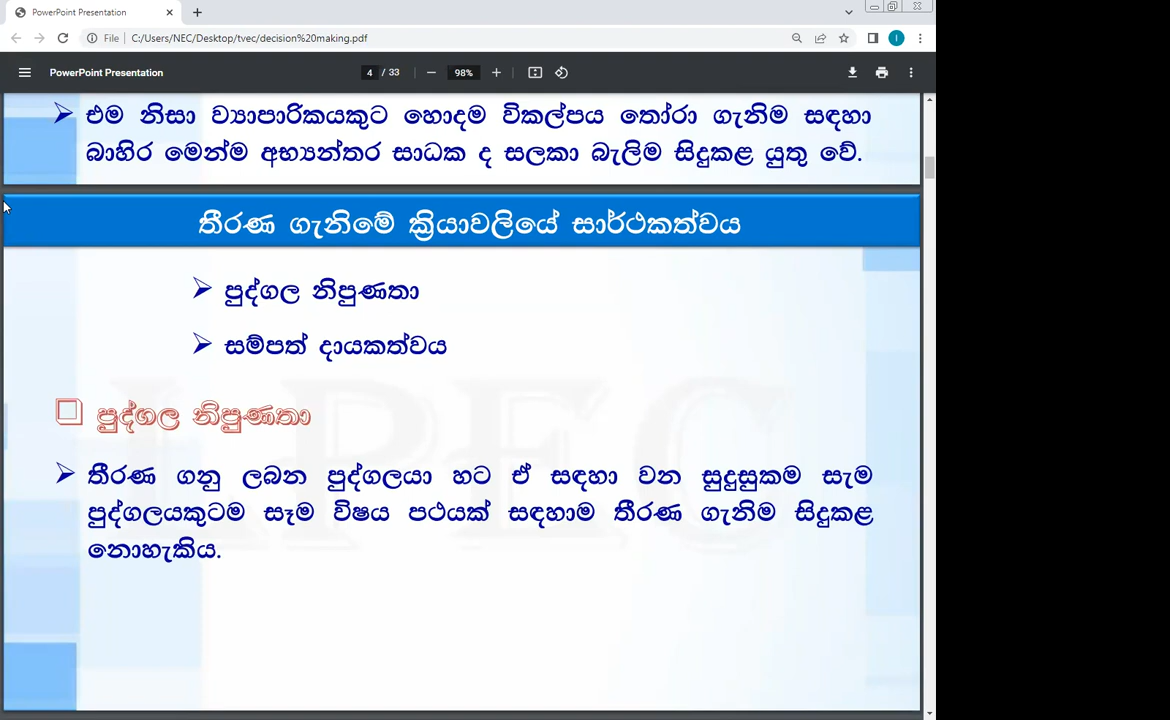 PowerPoint Presentation
File C:/Users/NEC/Desktop/tvec/decision%20making.pdf
I
PowerPoint Presentation 4 / 33 98%
එම නිසා ව්‍යාපාරිකයකුට හොදම විකල්පය තෝරා ගැනිම සඳහා
බාහිර මෙන්ම අභ්‍යන්තර සාධක ද සලකා බැලිම සිදුකළ යුතු වේ.
තීරණ ගැනිමේ ක්‍රියාවලියේ සාර්ථකත්වය
පුද්ගල නිපුණතා
සම්පත් දායකත්වය
පුද්ගල නිපුණතා
තීරණ ගනු ලබන පුද්ගලයා හට ඒ සඳහා වන සුදුසුකම සැම
පුද්ගලයකුටම සෑම විෂය පථයක් සඳහාම තීරණ ගැනිම සිදුකළ
නොහැකිය.
IPEC